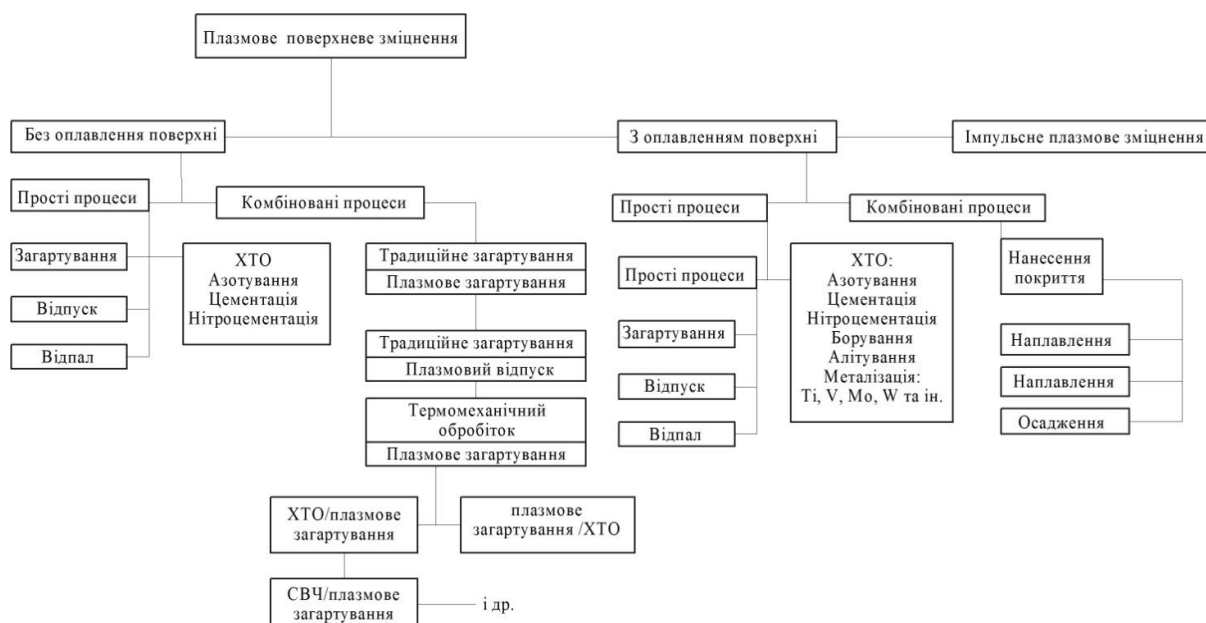 Плазмове поверхневе зміцнення
Без оплавлення поверхні
З оплавленням поверхні
Імпульсне плазмове зміцнення
Прості процеси
Комбіновані процеси
Загартування
Відпуск
Відпал
ХТО
Азотування
Цементація
Нітроцементація
Традиційне загартування
Плазмове загартування
Традиційне загартування
Плазмовий відпуск
Термомеханічний
обробіток
Плазмове загартування
ХТО/плазмове
загартування
плазмове
загартування /ХТО
СВЧ/плазмове
загартування
і др.
Прості процеси
Комбіновані процеси
Прості процеси
Загартування
Відпуск
Відпал
ХТО:
Азотування
Цементація
Нітроцементація
Борування
Алітування
Металізація:
Ті, V, Mo, W та ін.
Нанесення
покриття
Наплавлення
Наплавлення
Осадження